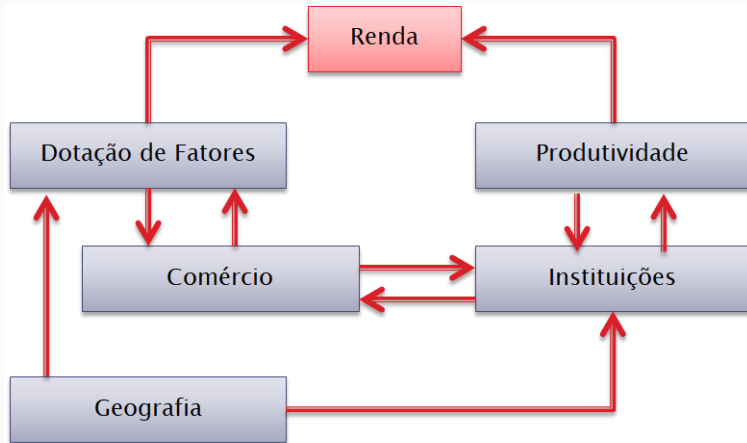 Renda
Dotação de Fatores
Produtividade
Comércio
Instituições
Geografia